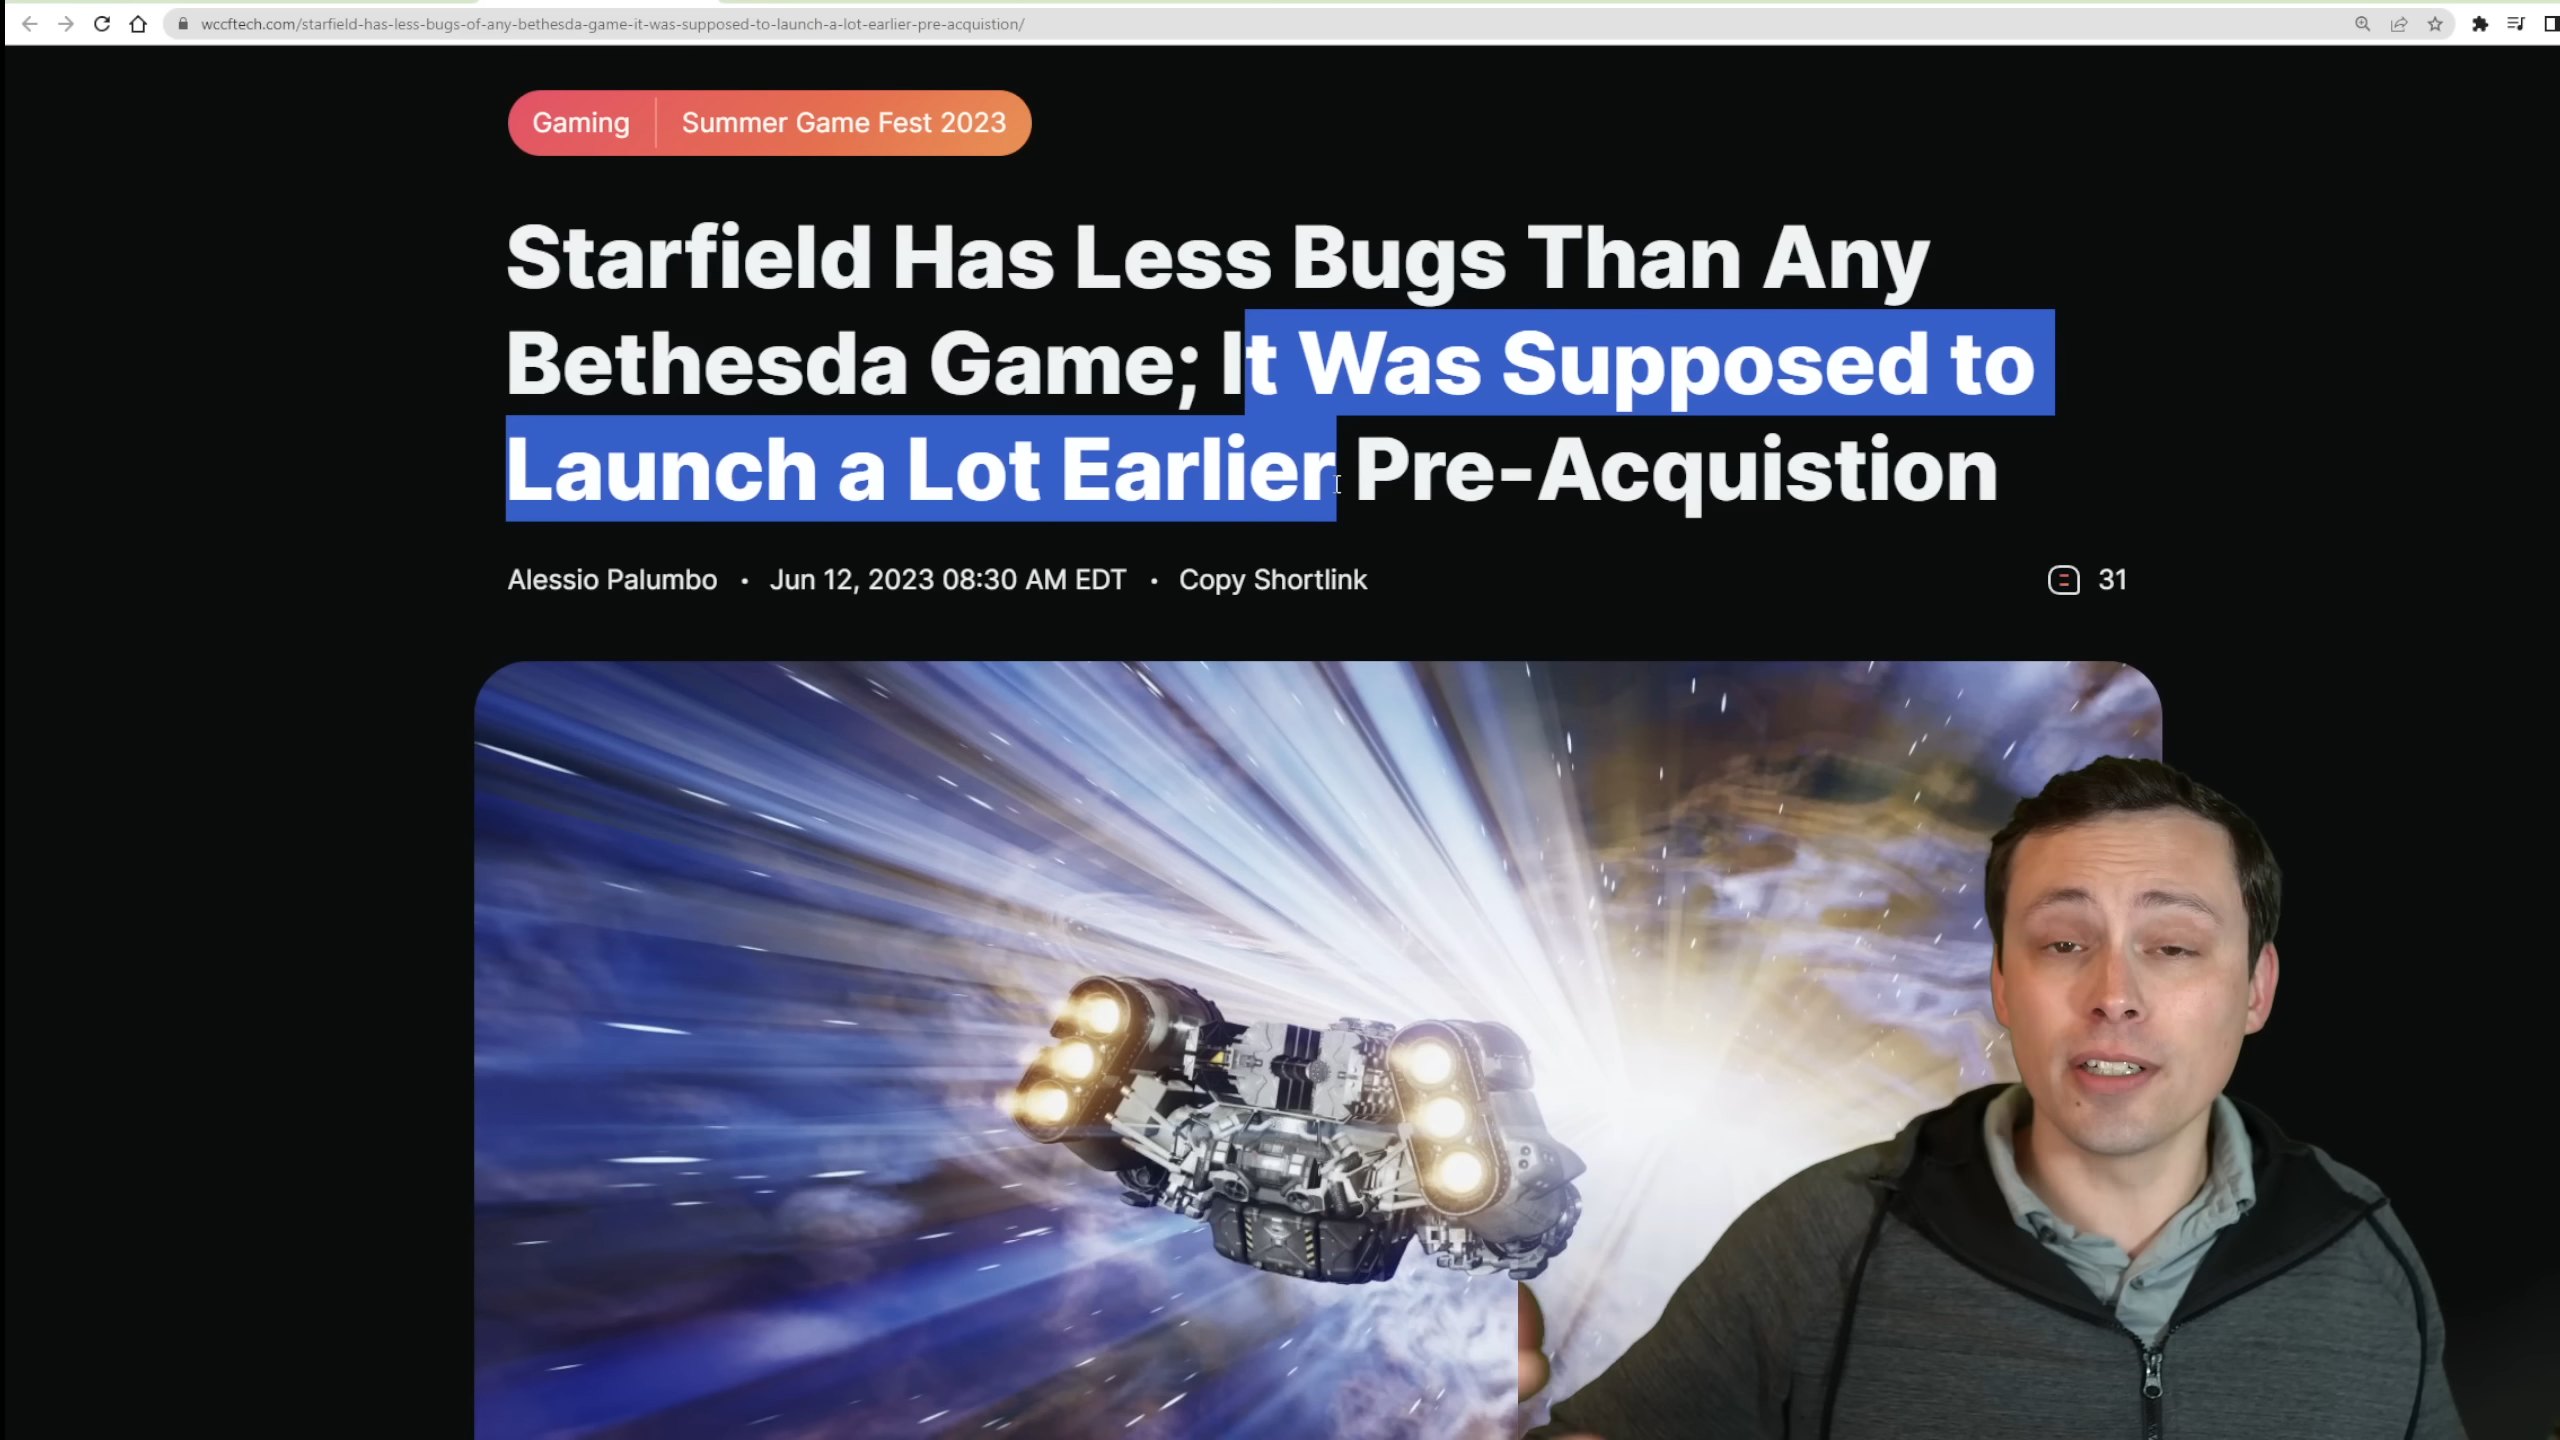 wccftech.com/starfield-has-less-bugs-of-any-bethesda-game-it-was-supposed-to-launch-a-lot-earlier-pre-acquistion/
Gaming Summer Game Fest 2023
Starfield Has Less Bugs Than Any
Bethesda Game; It Was Supposed to
Launch a Lot Earlier Pre-Acquistion
Alessio Palumbo • Jun 12, 2023 08:30 AM EDT • Copy Shortlink 31